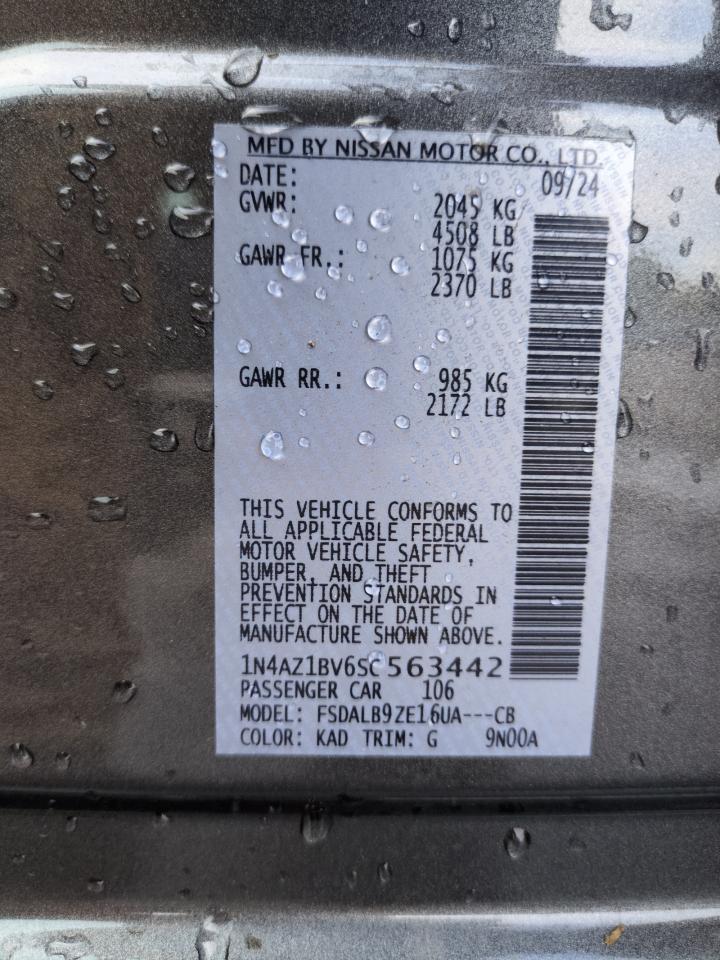 MFD BY NISSAN MOTOR CO., LTD.
DATE: 09/24
GVWR: 2045 KG
4508 LB
GAWR FR.: 1075 KG
2370 LB
GAWR RR.: 985 KG
2172 LB
THIS VEHICLE CONFORMS TO
ALL APPLICABLE FEDERAL
MOTOR VEHICLE SAFETY,
BUMPER, AND THEFT
PREVENTION STANDARDS IN
EFFECT ON THE DATE OF
MANUFACTURE SHOWN ABOVE.
1N4AZ1BV6SC563442
PASSENGER CAR 106
MODEL: FSDALB9ZE16UA---CB
COLOR: KAD TRIM: G 9N00A